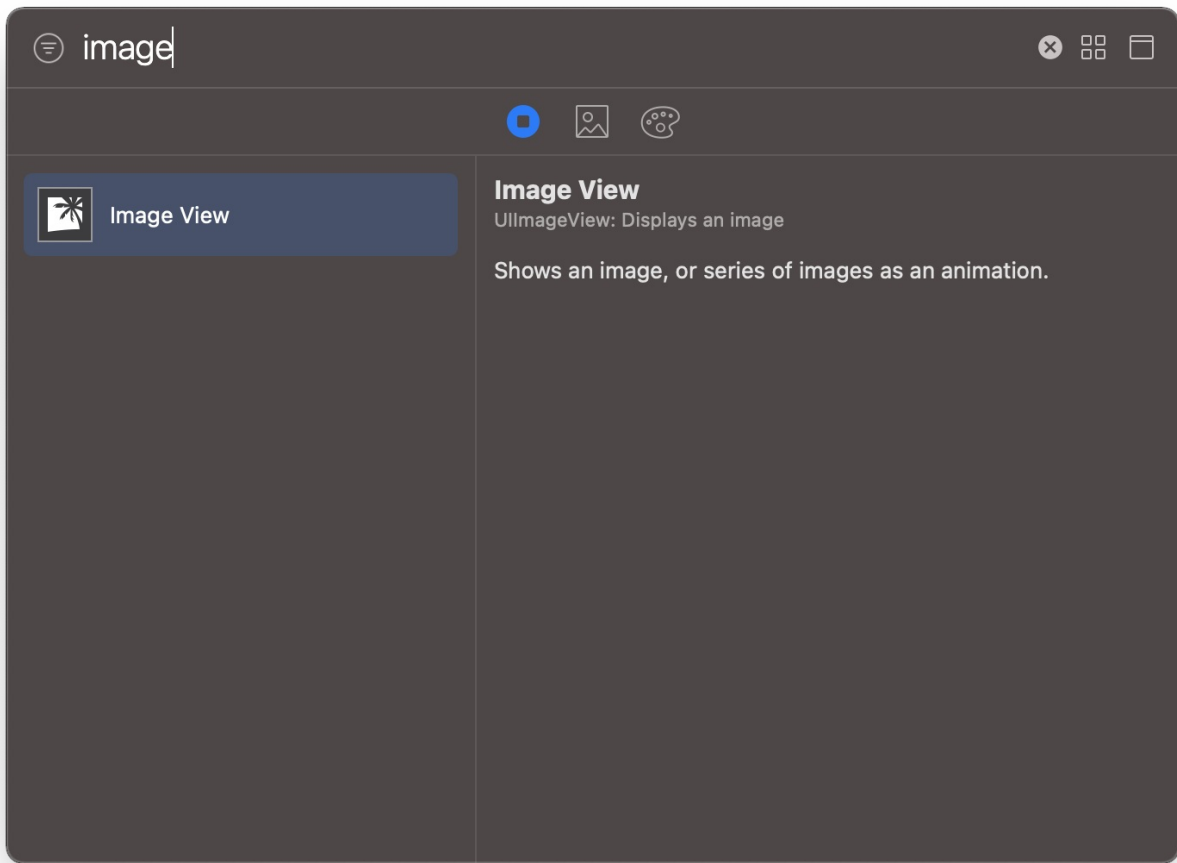 image
Image View
Image View
UIImageView: Displays an image
Shows an image, or series of images as an animation.